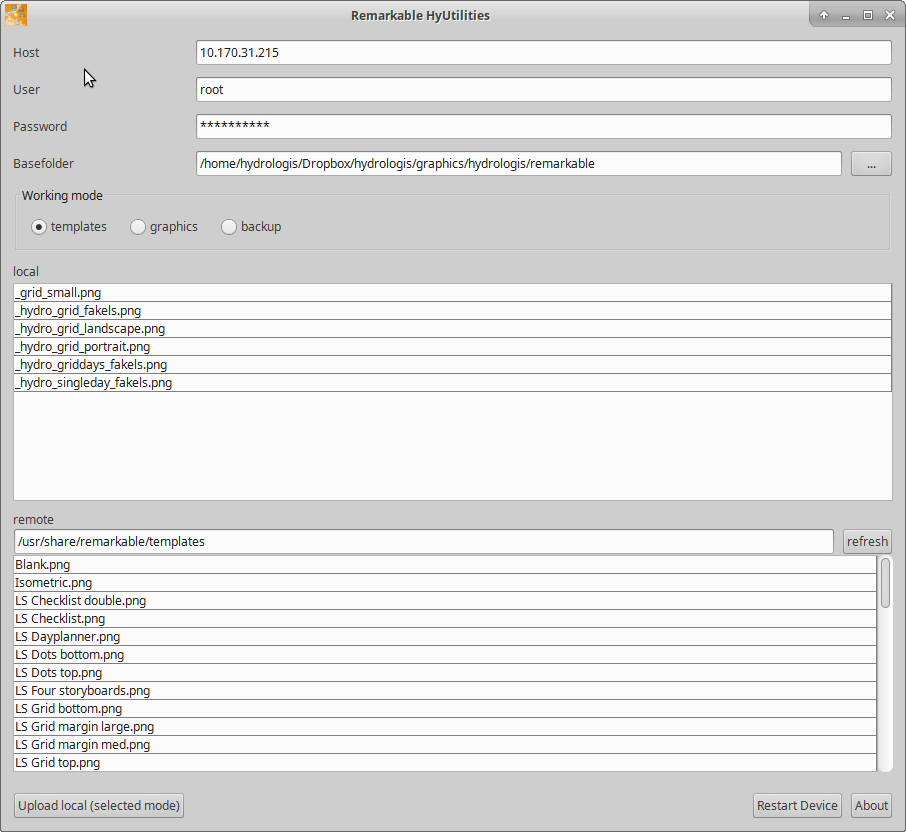 Remarkable HyUtilities
Host 10.170.31.215
User root
Password **********
Basefolder /home/hydrologis/Dropbox/hydrologis/graphics/hydrologis/remarkable ...
Working mode
templates graphics backup
local
_grid_small.png
_hydro_grid_fakels.png
_hydro_grid_landscape.png
_hydro_grid_portrait.png
_hydro_griddays_fakels.png
_hydro_singleday_fakels.png
remote
/usr/share/remarkable/templates refresh
Blank.png
Isometric.png
LS Checklist double.png
LS Checklist.png
LS Dayplanner.png
LS Dots bottom.png
LS Dots top.png
LS Four storyboards.png
LS Grid bottom.png
LS Grid margin large.png
LS Grid margin med.png
LS Grid top.png
Upload local (selected mode) Restart Device About